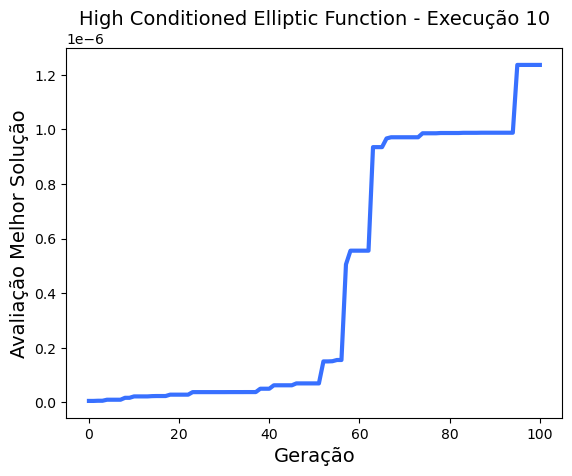 High Conditioned Elliptic Function - Execução 10
1e−6
1.2
1.0
0.8
0.6
0.4
0.2
0.0
Avaliação Melhor Solução
0 20 40 60 80 100
Geração